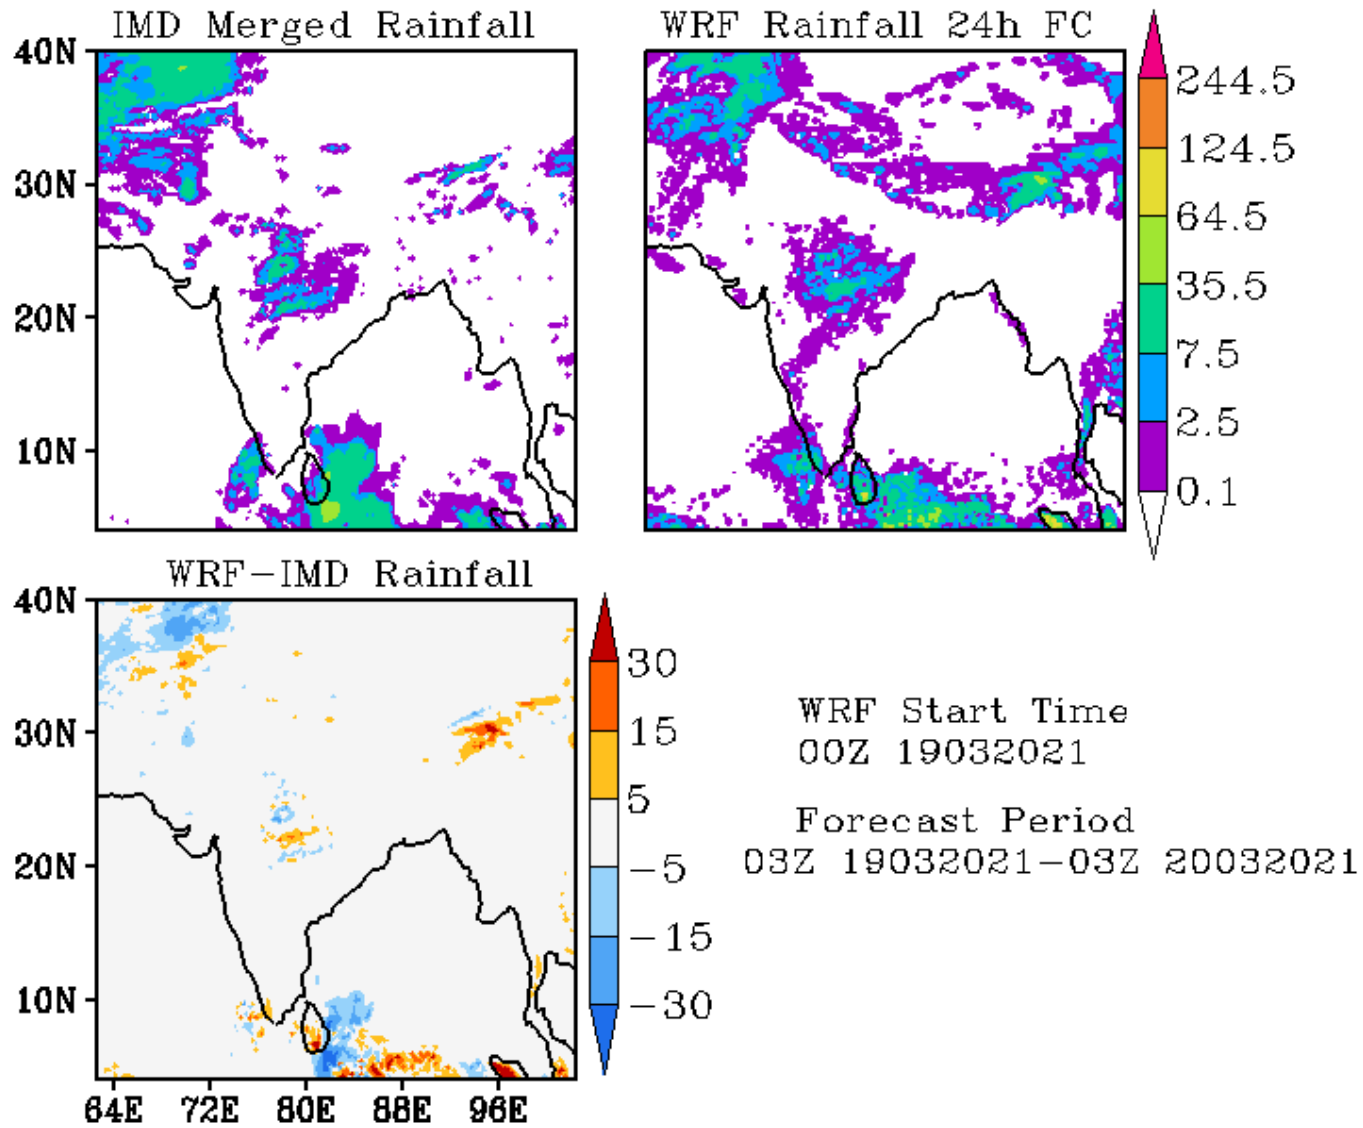 IMD Merged Rainfall
WRF Rainfall 24h FC
40N
30N
20N
10N
244.5
124.5
64.5
35.5
7.5
2.5
0.1
WRF-IMD Rainfall
40N
30N
20N
10N
64E 72E 80E 88E 96E
30
15
5
-5
-15
-30
WRF Start Time
00Z 19032021
Forecast Period
03Z 19032021-03Z 20032021